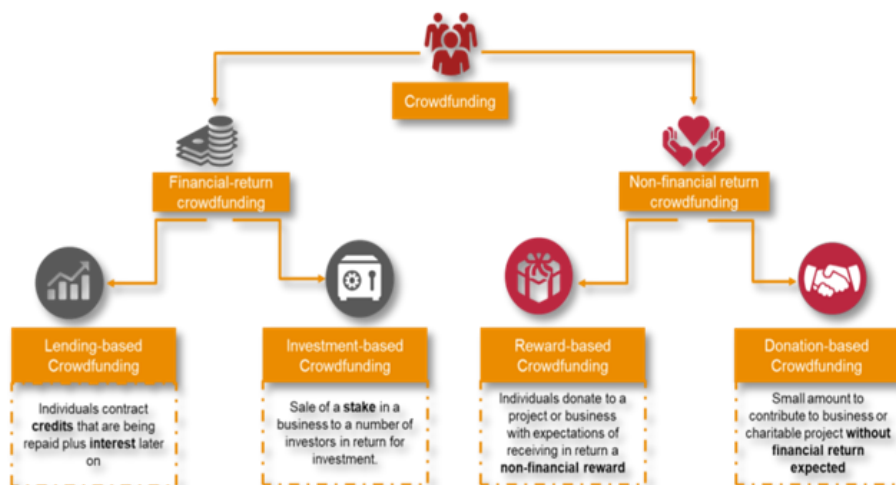 Crowdfunding
Financial-return
crowdfunding
Non-financial return
crowdfunding
Lending-based
Crowdfunding
Individuals contract
credits that are being
repaid plus interest later
on
Investment-based
Crowdfunding
Sale of a stake in a
business to a number of
investors in return for
investment.
Reward-based
Crowdfunding
Individuals donate to a
project or business
with expectations of
receiving in return a
non-financial reward
Donation-based
Crowdfunding
Small amount to
contribute to business or
charitable project without
financial return
expected